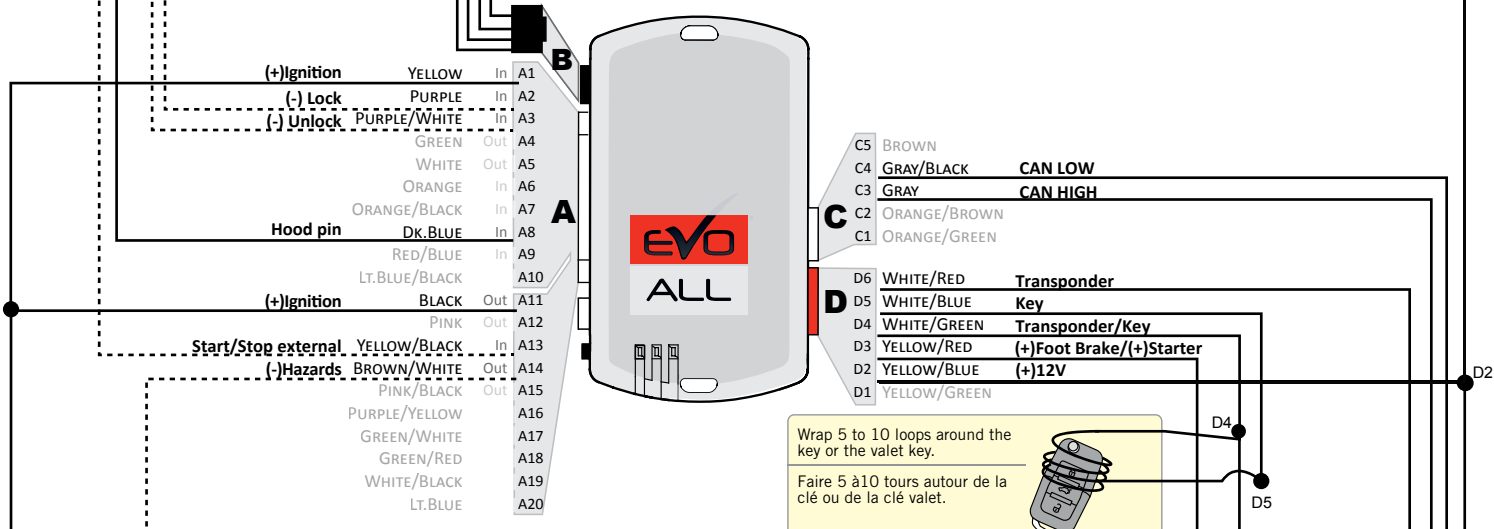 B
(+)Ignition YELLOW In A1
(-) Lock PURPLE In A2
(-) Unlock PURPLE/WHITE In A3
GREEN Out A4
WHITE Out A5
ORANGE In A6
ORANGE/BLACK In A7
Hood pin DK.BLUE In A8
RED/BLUE In A9
LT.BLUE/BLACK A10
(+)Ignition BLACK Out A11
PINK Out A12
Start/Stop external YELLOW/BLACK In A13
(-)Hazards BROWN/WHITE Out A14
PINK/BLACK Out A15
PURPLE/YELLOW A16
GREEN/WHITE A17
GREEN/RED A18
WHITE/BLACK A19
LT.BLUE A20
A
EVO
ALL
C
C5 BROWN
C4 GRAY/BLACK CAN LOW
C3 GRAY CAN HIGH
C2 ORANGE/BROWN
C1 ORANGE/GREEN
D
D6 WHITE/RED Transponder
D5 WHITE/BLUE Key
D4 WHITE/GREEN Transponder/Key
D3 YELLOW/RED (+)Foot Brake/(+)Starter
D2 YELLOW/BLUE (+)12V
D1 YELLOW/GREEN
D2
Wrap 5 to 10 loops around the
key or the valet key.
Faire 5 à10 tours autour de la
clé ou de la clé valet.
D4
D5